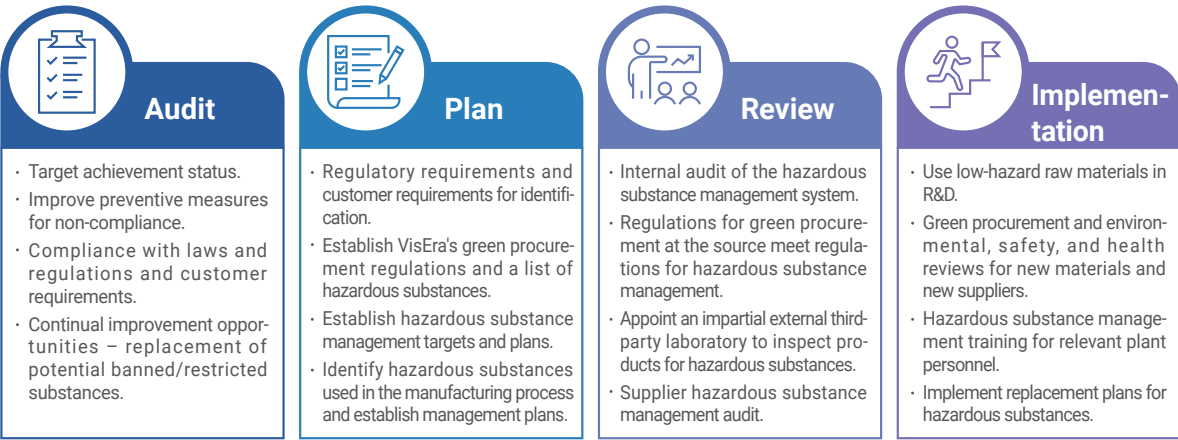 Audit
· Target achievement status.
· Improve preventive measures
for non-compliance.
· Compliance with laws and
regulations and customer
requirements.
· Continual improvement oppor-
tunities – replacement of
potential banned/restricted
substances.
Plan
· Regulatory requirements and
customer requirements for identifi-
cation.
· Establish VisEra's green procure-
ment regulations and a list of
hazardous substances.
· Establish hazardous substance
management targets and plans.
· Identify hazardous substances
used in the manufacturing process
and establish management plans.
Review
· Internal audit of the hazardous
substance management system.
· Regulations for green procure-
ment at the source meet regula-
tions for hazardous substance
management.
· Appoint an impartial external third-
party laboratory to inspect pro-
ducts for hazardous substances.
· Supplier hazardous substance
management audit.
Implemen-
tation
· Use low-hazard raw materials in
R&D.
· Green procurement and environ-
mental, safety, and health
reviews for new materials and
new suppliers.
· Hazardous substance manage-
ment training for relevant plant
personnel.
· Implement replacement plans for
hazardous substances.